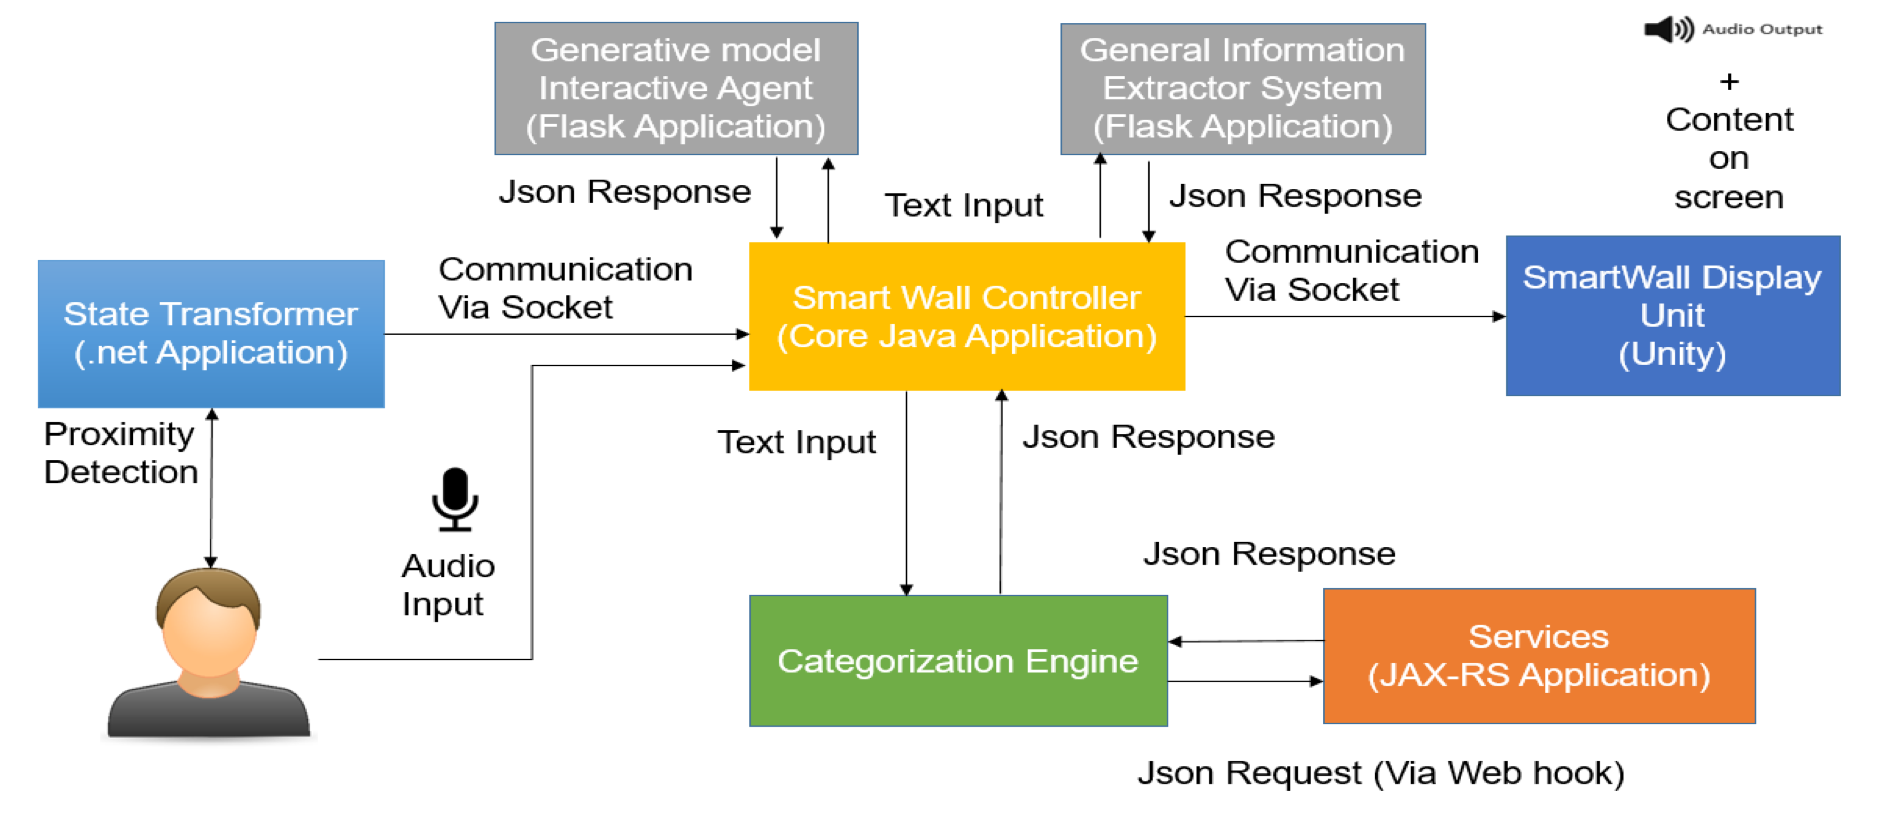 Generative model
Interactive Agent
(Flask Application)
General Information
Extractor System
(Flask Application)
Audio Output
+
Content
on
screen
Json Response
Text Input
Json Response
State Transformer
(.net Application)
Communication
Via Socket
Smart Wall Controller
(Core Java Application)
Communication
Via Socket
SmartWall Display
Unit
(Unity)
Proximity
Detection
Audio
Input
Text Input
Json Response
Categorization Engine
Json Response
Services
(JAX-RS Application)
Json Request (Via Web hook)